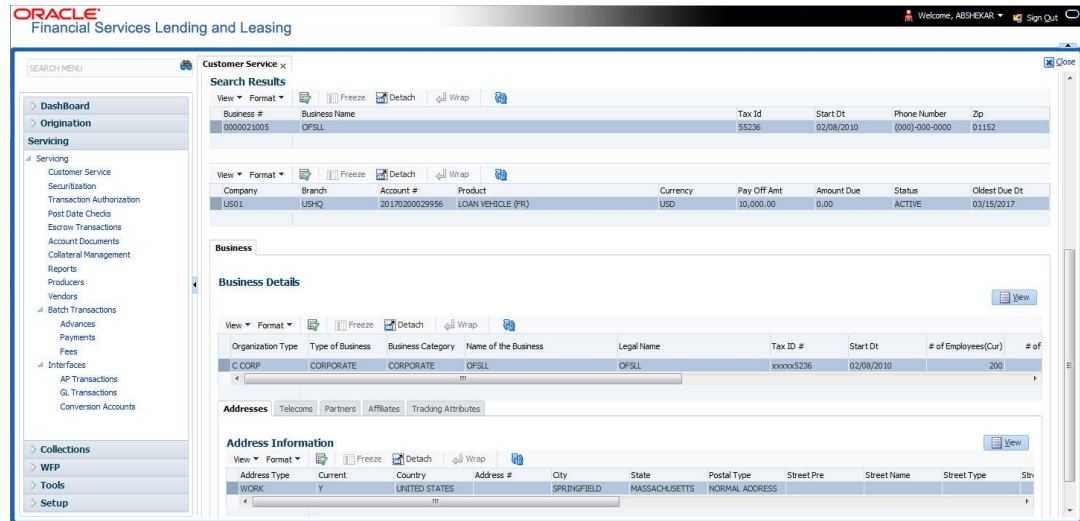 ORACLE
Financial Services Lending and Leasing
Welcome, ABSHEKAR
Sign Out
Close
SEARCH MENU
DashBoard
Origination
Servicing
Servicing
Customer Service
Securitization
Transaction Authorization
Post Date Checks
Escrow Transactions
Account Documents
Collateral Management
Reports
Producers
Vendors
Batch Transactions
Advances
Payments
Fees
Interfaces
AP Transactions
GL Transactions
Conversion Accounts
Collections
WFP
Tools
Setup
Customer Service
Search Results
View Format Freeze Detach Wrap
Business # Business Name Tax Id Start Dt Phone Number Zip
0000021005 OFSLL 55236 02/08/2010 (000)-000-0000 01152
View Format Freeze Detach Wrap
Company Branch Account # Product Currency Pay Off Amt Amount Due Status Oldest Due Dt
US01 USHQ 20170200029956 LOAN VEHICLE (FR) USD 10,000.00 0.00 ACTIVE 03/15/2017
Business
Business Details
View
View Format Freeze Detach Wrap
Organization Type Type of Business Business Category Name of the Business Legal Name Tax ID # Start Dt # of Employees(Cur) # of
C CORP CORPORATE CORPORATE OFSLL OFSLL xxxxx5236 02/08/2010 200
Addresses Telecoms Partners Affiliates Tracking Attributes
Address Information
View
View Format Freeze Detach Wrap
Address Type Current Country Address # City State Postal Type Street Pre Street Name Street Type Stre
WORK Y UNITED STATES SPRINGFIELD MASSACHUSETTS NORMAL ADDRESS